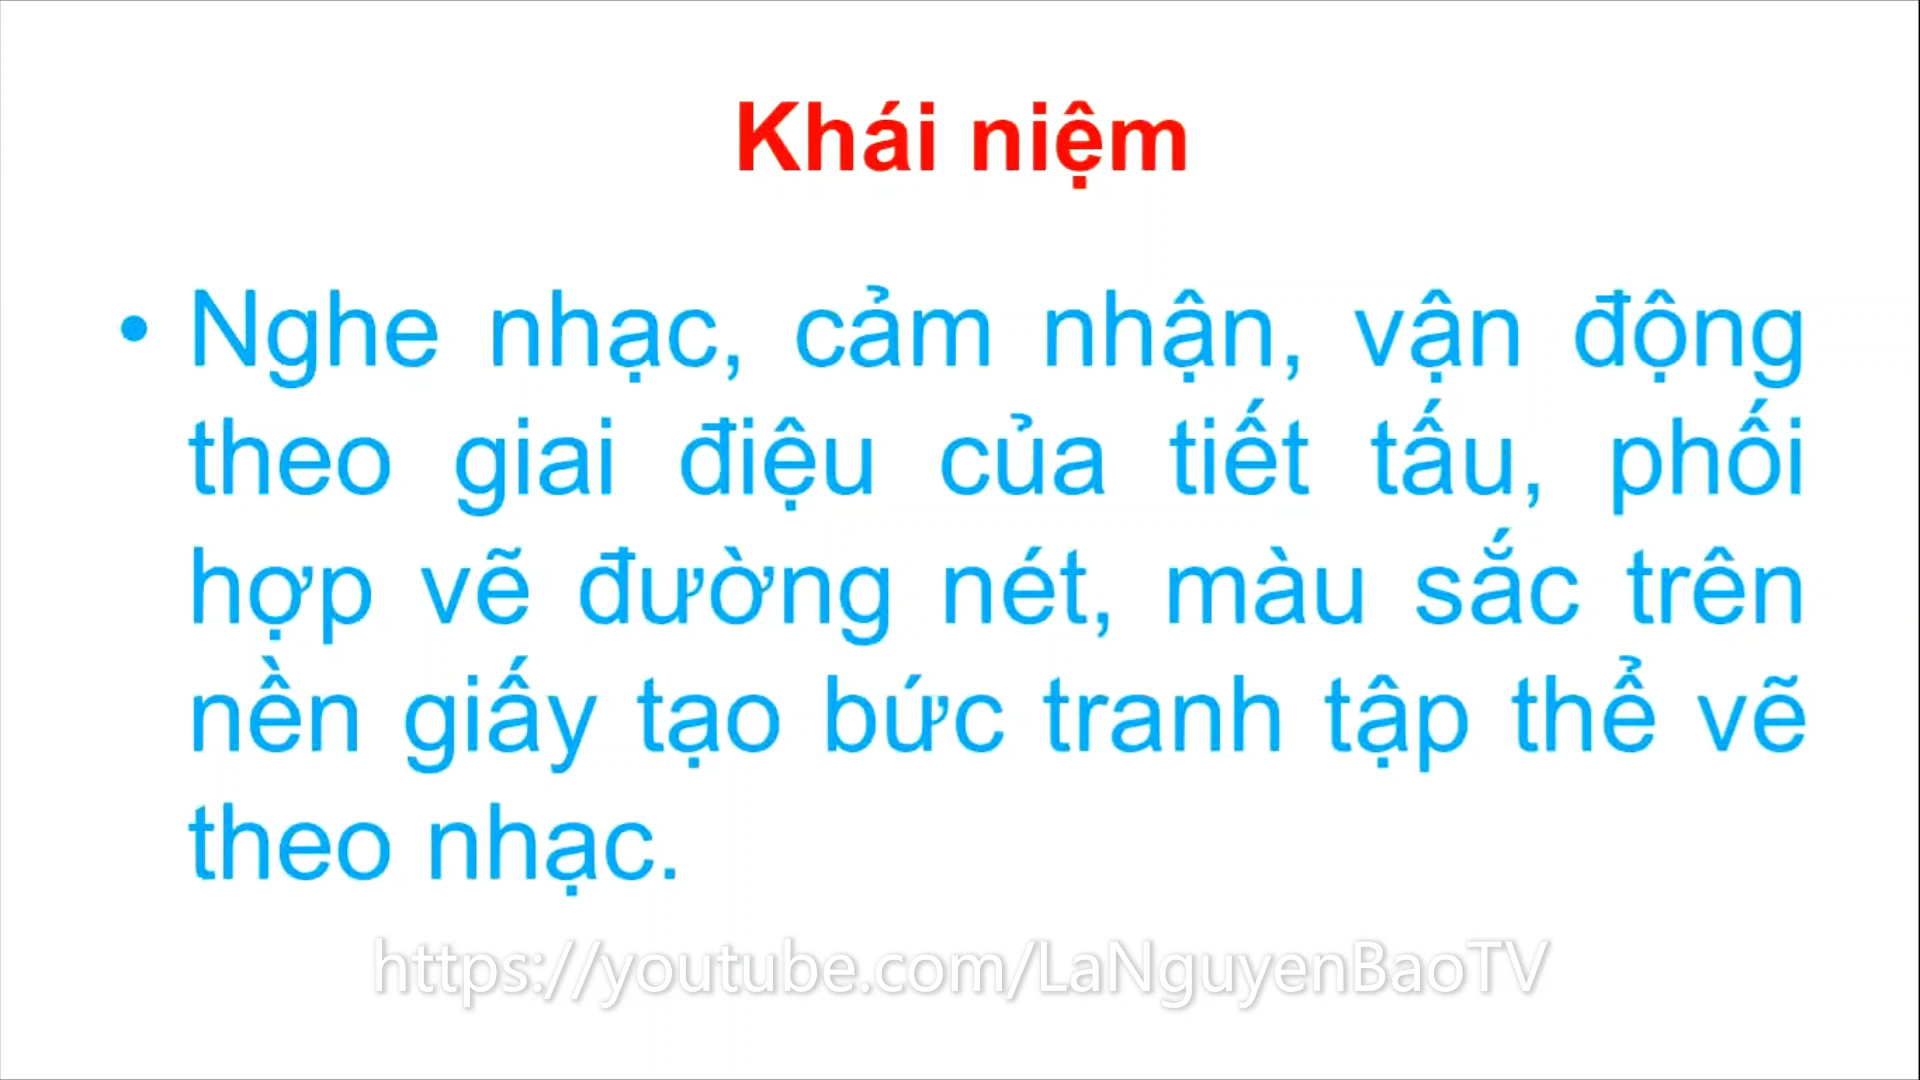 Khái niệm
• Nghe nhạc, cảm nhận, vận động
theo giai điệu của tiết tấu, phối
hợp vẽ đường nét, màu sắc trên
nền giấy tạo bức tranh tập thể vẽ
theo nhạc.
https://youtube.com/LaNguyenBaoTV